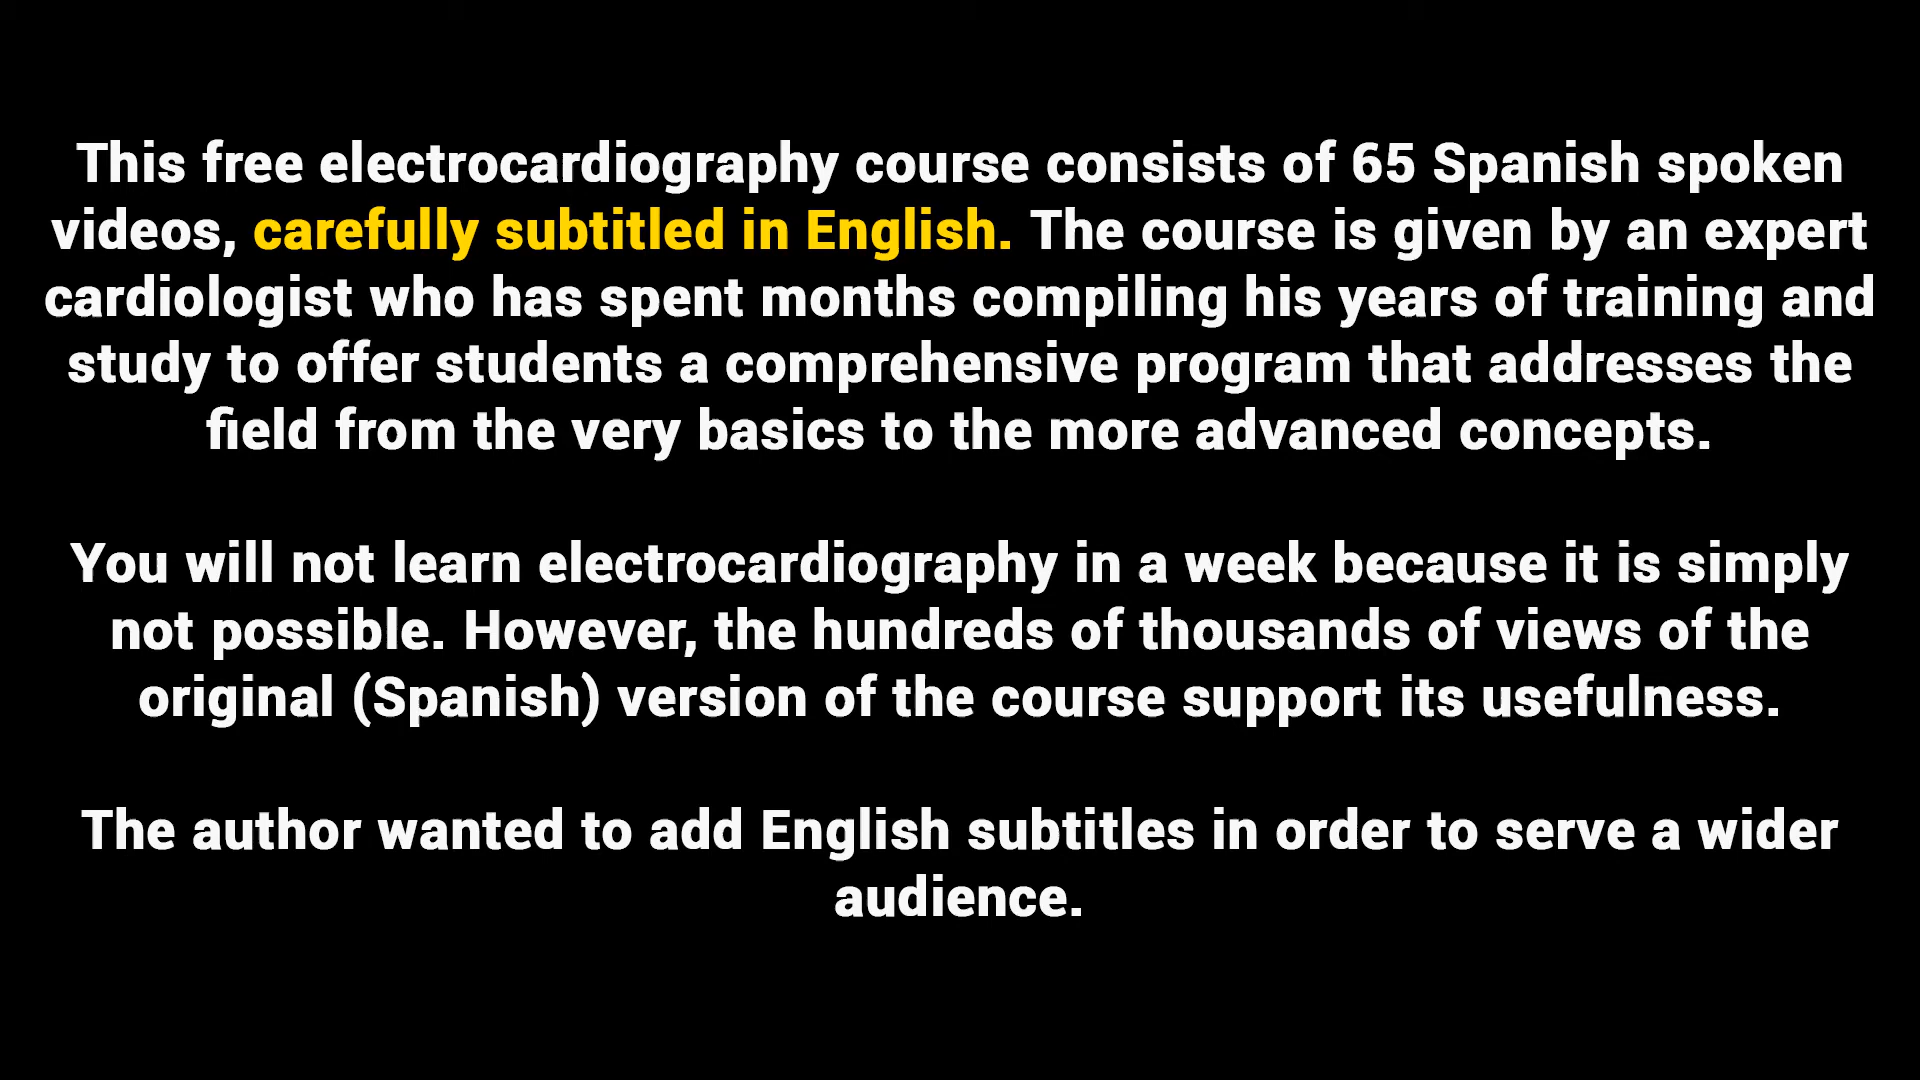 This free electrocardiography course consists of 65 Spanish spoken
videos, carefully subtitled in English. The course is given by an expert
cardiologist who has spent months compiling his years of training and
study to offer students a comprehensive program that addresses the
field from the very basics to the more advanced concepts.
You will not learn electrocardiography in a week because it is simply
not possible. However, the hundreds of thousands of views of the
original (Spanish) version of the course support its usefulness.
The author wanted to add English subtitles in order to serve a wider
audience.